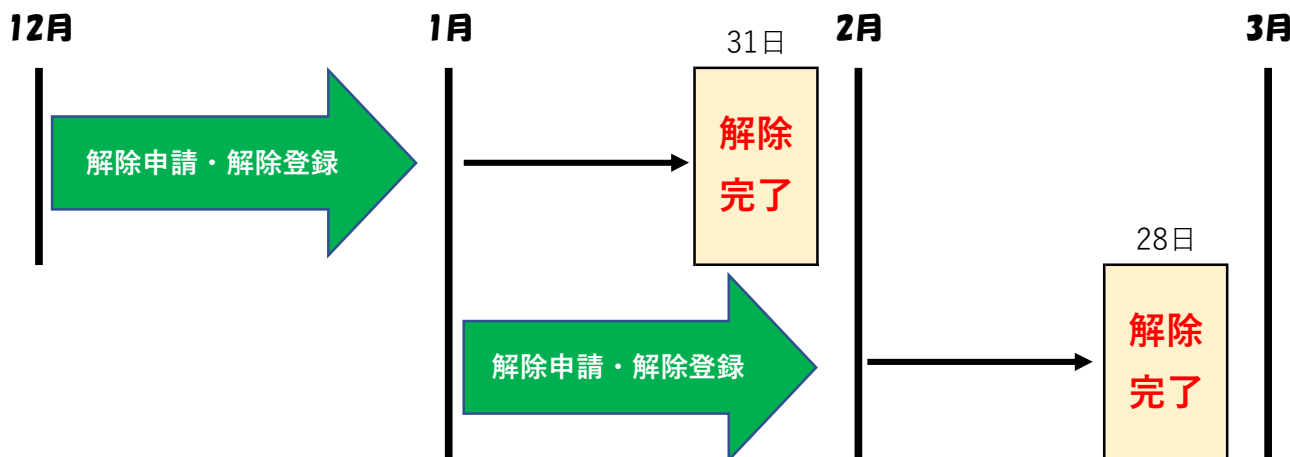 12月
1月
2月
3月
31日
解除申請・解除登録
解除
完了
28日
解除申請・解除登録
解除
完了